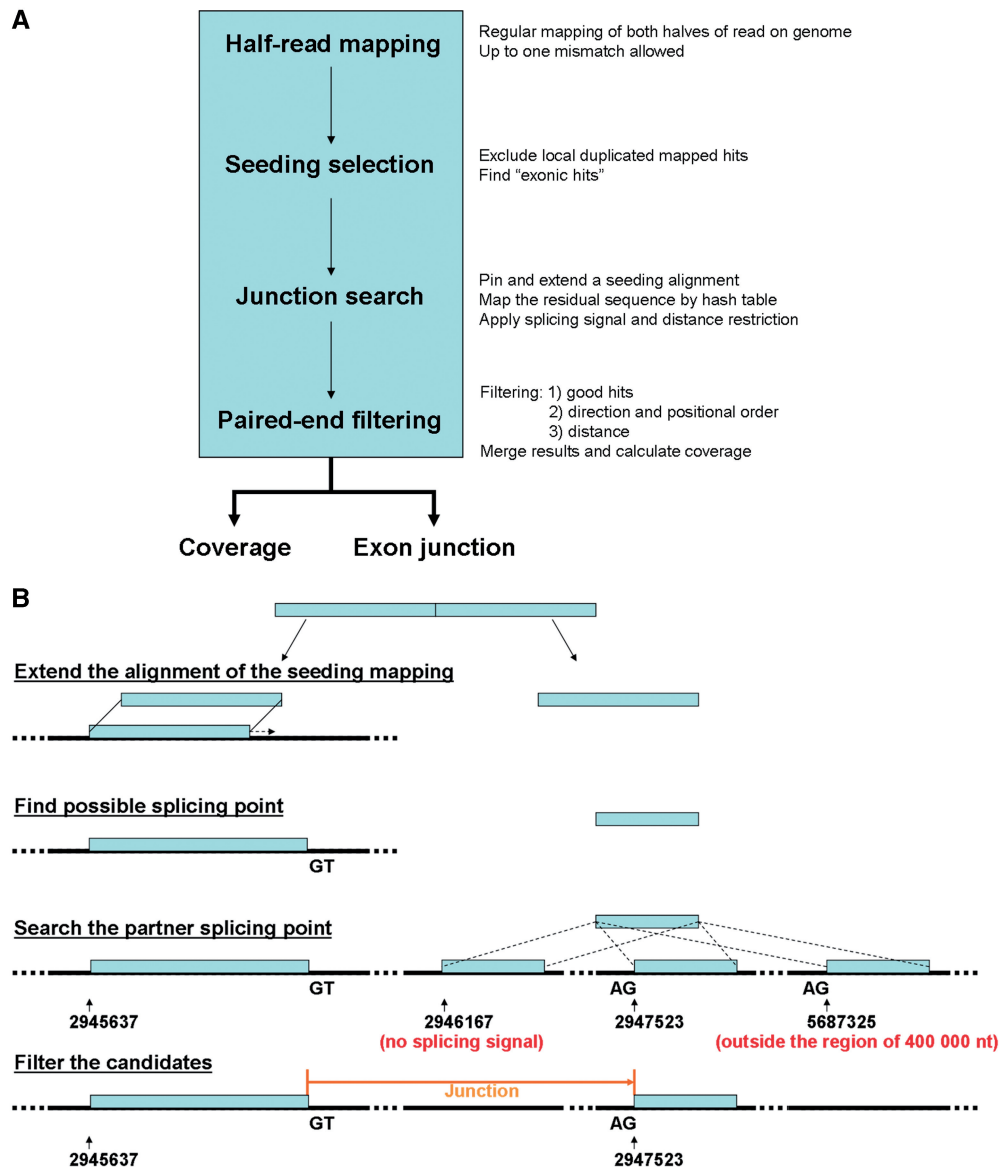 A
Half-read mapping
Regular mapping of both halves of read on genome
Up to one mismatch allowed
Seeding selection
Exclude local duplicated mapped hits
Find “exonic hits”
Junction search
Pin and extend a seeding alignment
Map the residual sequence by hash table
Apply splicing signal and distance restriction
Paired-end filtering
Filtering: 1) good hits
2) direction and positional order
3) distance
Merge results and calculate coverage
Coverage
Exon junction
B
Extend the alignment of the seeding mapping
Find possible splicing point
GT
Search the partner splicing point
GT
AG
AG
2945637
2946167
2947523
5687325
(no splicing signal)
(outside the region of 400 000 nt)
Filter the candidates
Junction
GT
AG
2945637
2947523